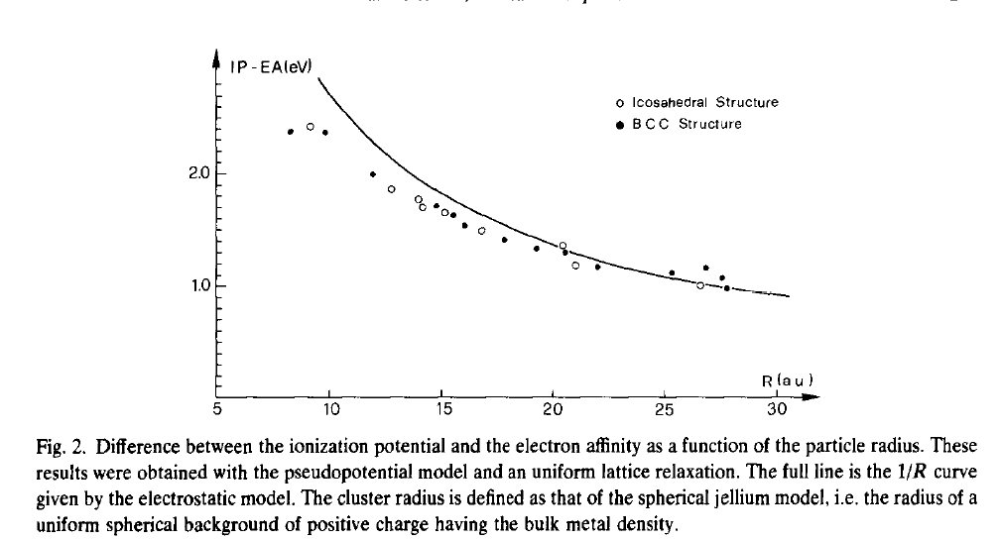 IP-EA(eV)
o Icosahedral Structure
• BCC Structure
2.0
1.0
R(au)
5 10 15 20 25 30
Fig. 2. Difference between the ionization potential and the electron affinity as a function of the particle radius. These
results were obtained with the pseudopotential model and an uniform lattice relaxation. The full line is the 1/R curve
given by the electrostatic model. The cluster radius is defined as that of the spherical jellium model, i.e. the radius of a
uniform spherical background of positive charge having the bulk metal density.